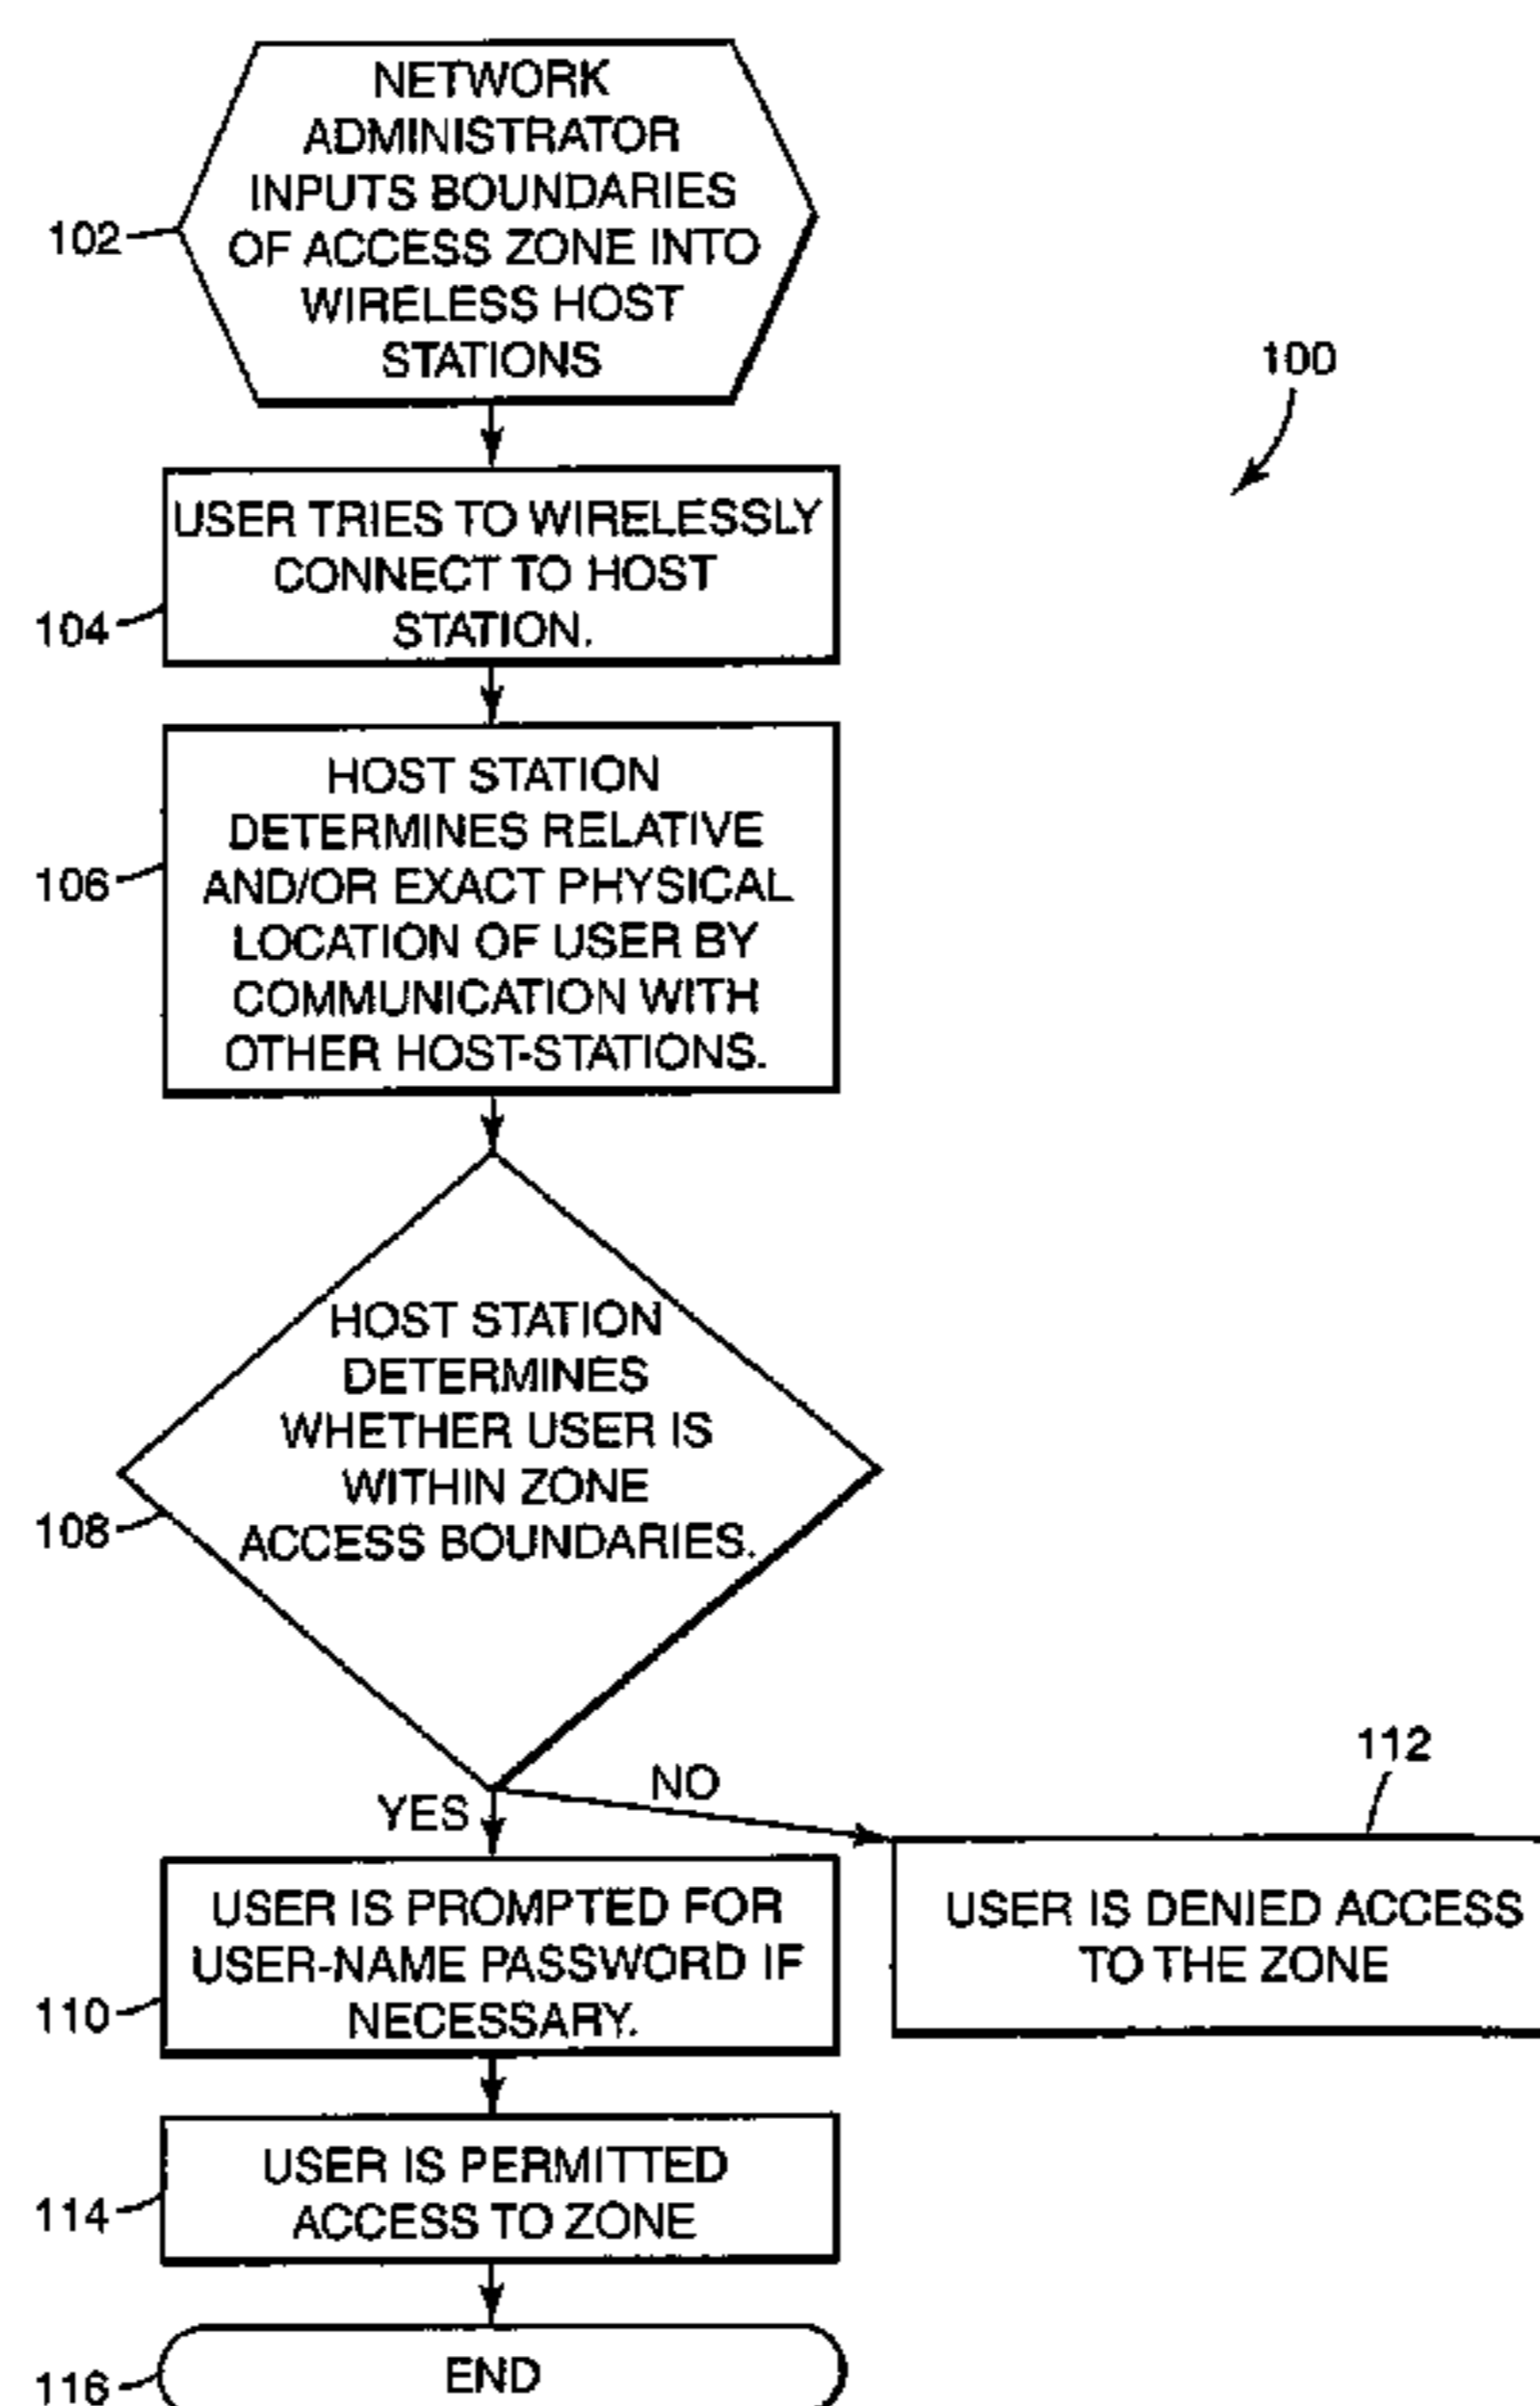 NETWORK
ADMINISTRATOR
INPUTS BOUNDARIES
OF ACCESS ZONE INTO
WIRELESS HOST
STATIONS
102
100
USER TRIES TO WIRELESSLY
CONNECT TO HOST
STATION.
104
HOST STATION
DETERMINES RELATIVE
AND/OR EXACT PHYSICAL
LOCATION OF USER BY
COMMUNICATION WITH
OTHER HOST-STATIONS.
106
HOST STATION
DETERMINES
WHETHER USER IS
WITHIN ZONE
ACCESS BOUNDARIES.
108
YES
NO
112
USER IS PROMPTED FOR
USER-NAME PASSWORD IF
NECESSARY.
110
USER IS DENIED ACCESS
TO THE ZONE
USER IS PERMITTED
ACCESS TO ZONE
114
END
116